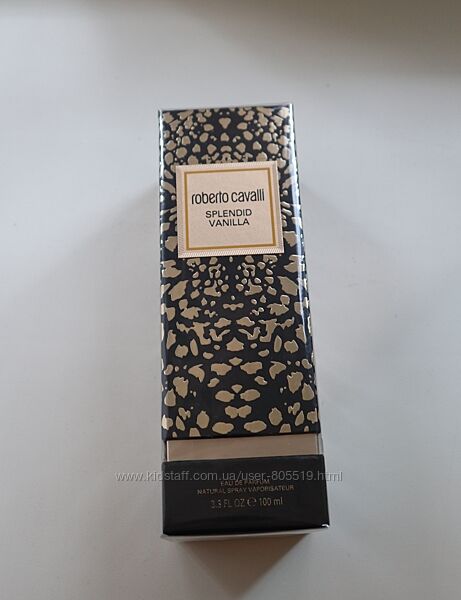 roberto cavalli
SPLENDID
VANILLA
www.kidstaff.com.ua/user-805519.html
EAU DE PARFUM
NATURAL SPRAY VAPORISATEUR
3.3 FL OZ ℮ 100 ml